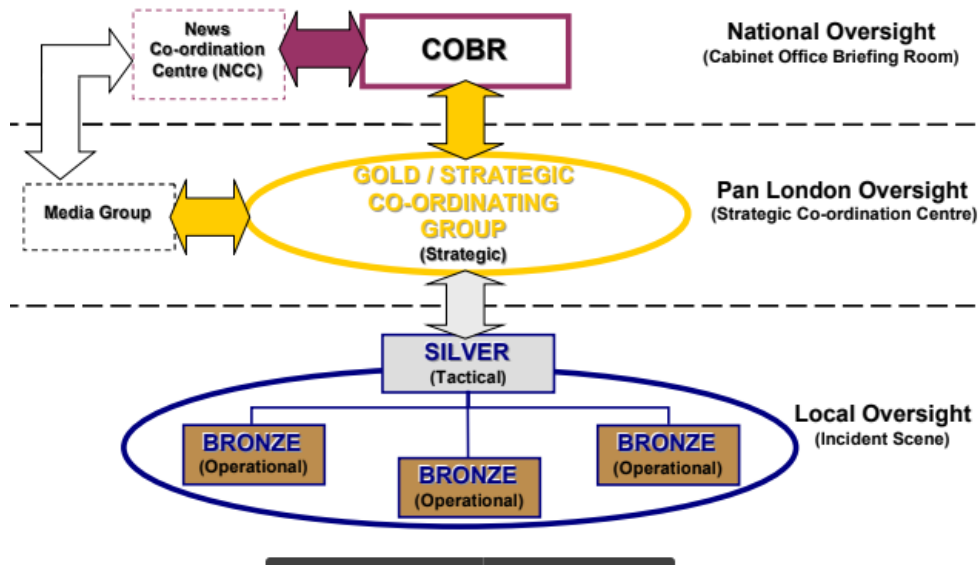 News
Co-ordination
Centre (NCC)
COBR
National Oversight
(Cabinet Office Briefing Room)
Media Group
GOLD / STRATEGIC
CO-ORDINATING
GROUP
(Strategic)
Pan London Oversight
(Strategic Co-ordination Centre)
SILVER
(Tactical)
Local Oversight
(Incident Scene)
BRONZE
(Operational)
BRONZE
(Operational)
BRONZE
(Operational)